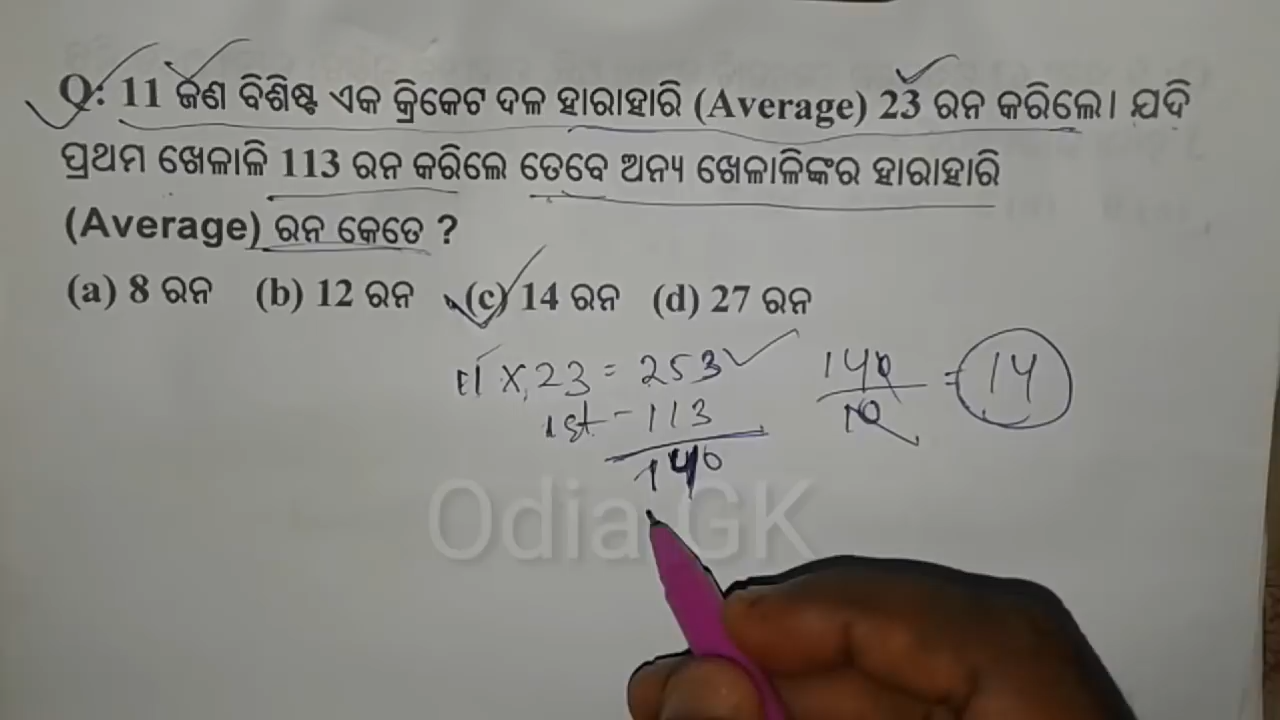 Q: 11 ଜଣ ବିଶିଷ୍ଟ ଏକ କ୍ରିକେଟ ଦଳ ହାରାହାରି (Average) 23 ରନ କରିଲେ। ଯଦି
ପ୍ରଥମ ଖେଳାଳି 113 ରନ କରିଲେ ତେବେ ଅନ୍ୟ ଖେଳାଳିଙ୍କର ହାରାହାରି
(Average) ରନ କେତେ ?
(a) 8 ରନ (b) 12 ରନ (c) 14 ରନ (d) 27 ରନ
11 x 23 = 253
1st - 113
140
140
10
= 14
Odia GK